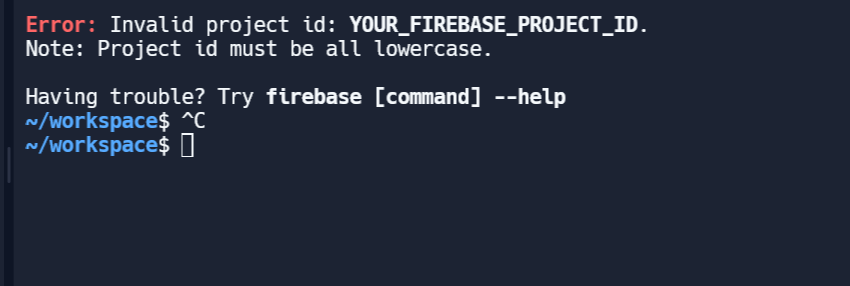 Error: Invalid project id: YOUR_FIREBASE_PROJECT_ID.
Note: Project id must be all lowercase.
Having trouble? Try firebase [command] --help
~/workspace$ ^C
~/workspace$